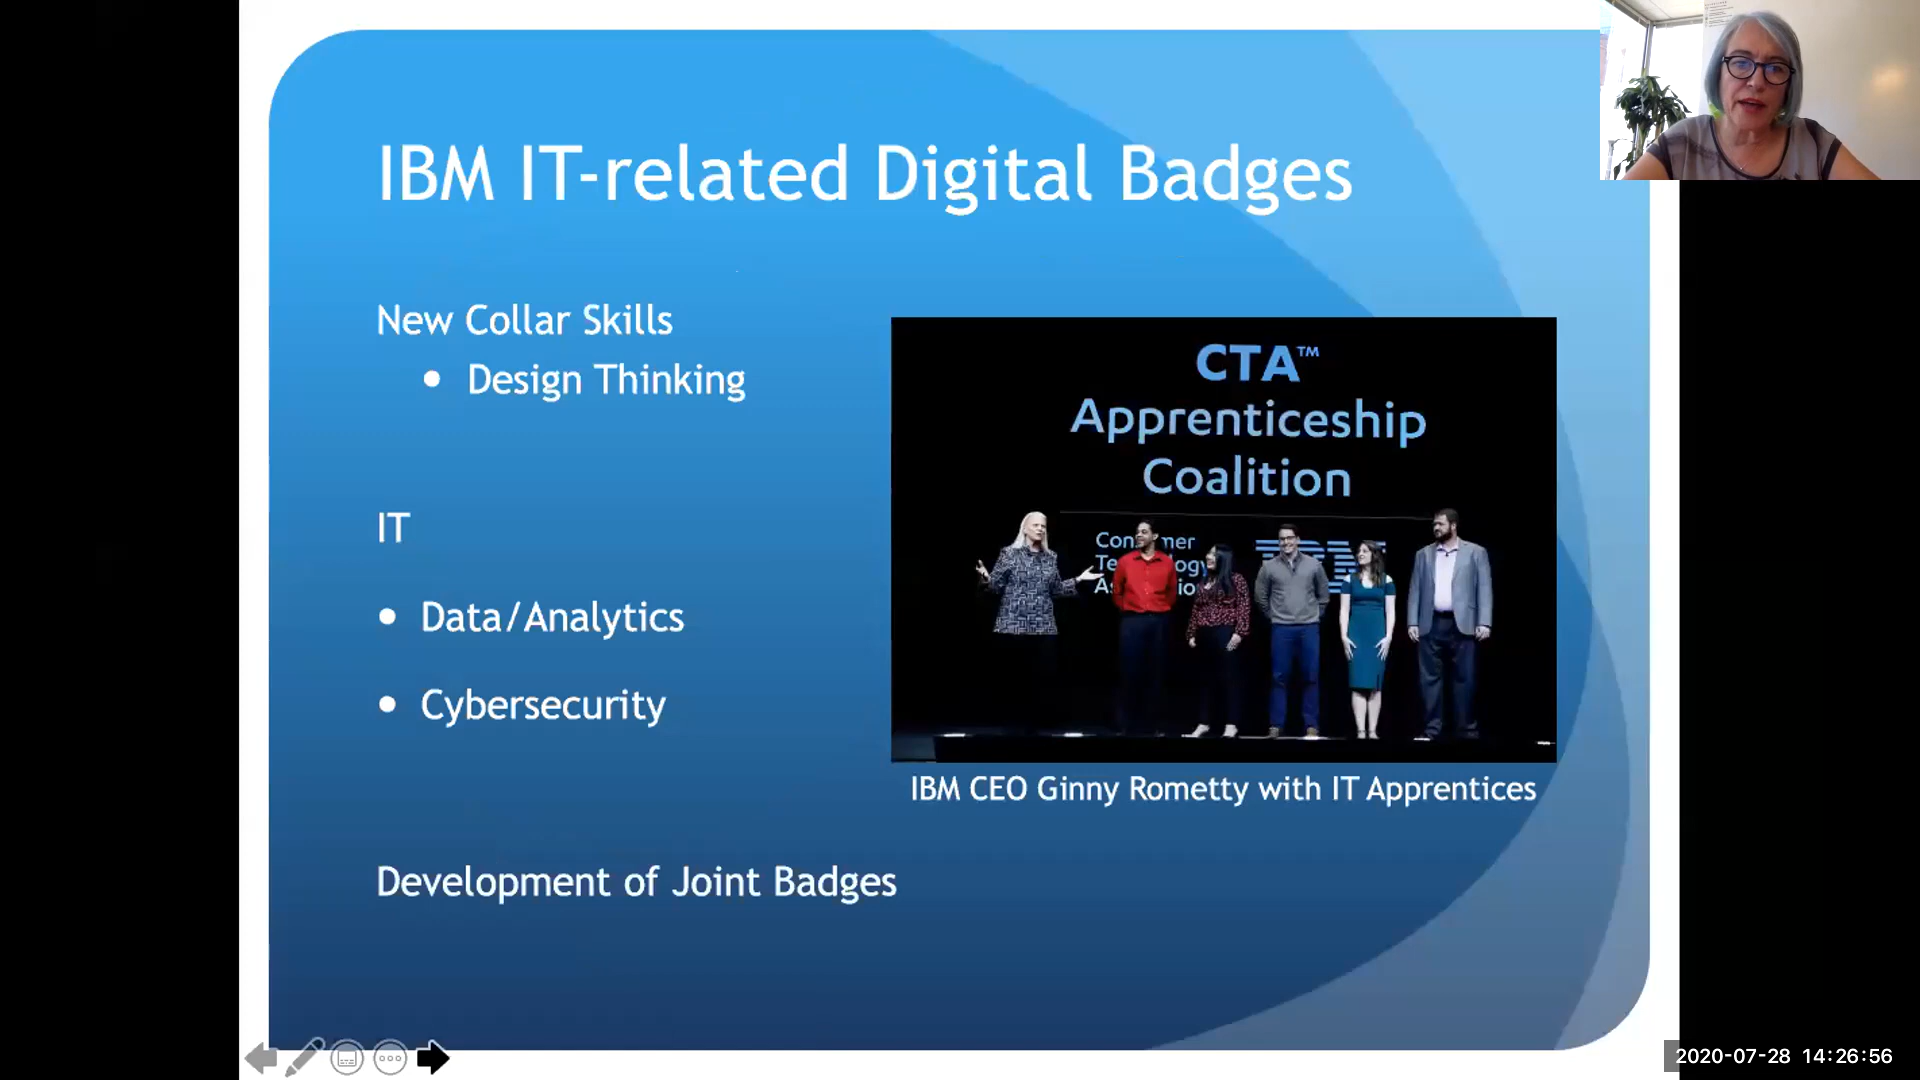 IBM IT-related Digital Badges
New Collar Skills
• Design Thinking
IT
• Data/Analytics
• Cybersecurity
Development of Joint Badges
CTA™
Apprenticeship
Coalition
IBM
IBM CEO Ginny Rometty with IT Apprentices
2020-07-28 14:26:56